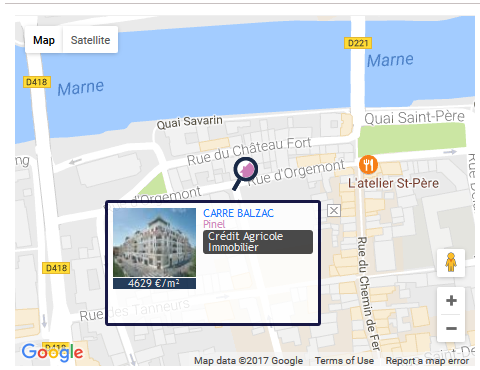 Map
Satellite
D221
D418
Marne
Marne
Quai Savarin
Quai Saint-Père
D418
Rue du Château Fort
Rue d'Orgemont
L'atelier St-Père
d'Orgemont
CARRE BALZAC
Pinel
Crédit Agricole
Immobilier
4629 €/m²
D418
Rue des Tanneurs
Rue du Chemin de Fer
Rue
+
−
Google
Map data ©2017 Google
Terms of Use
Report a map error